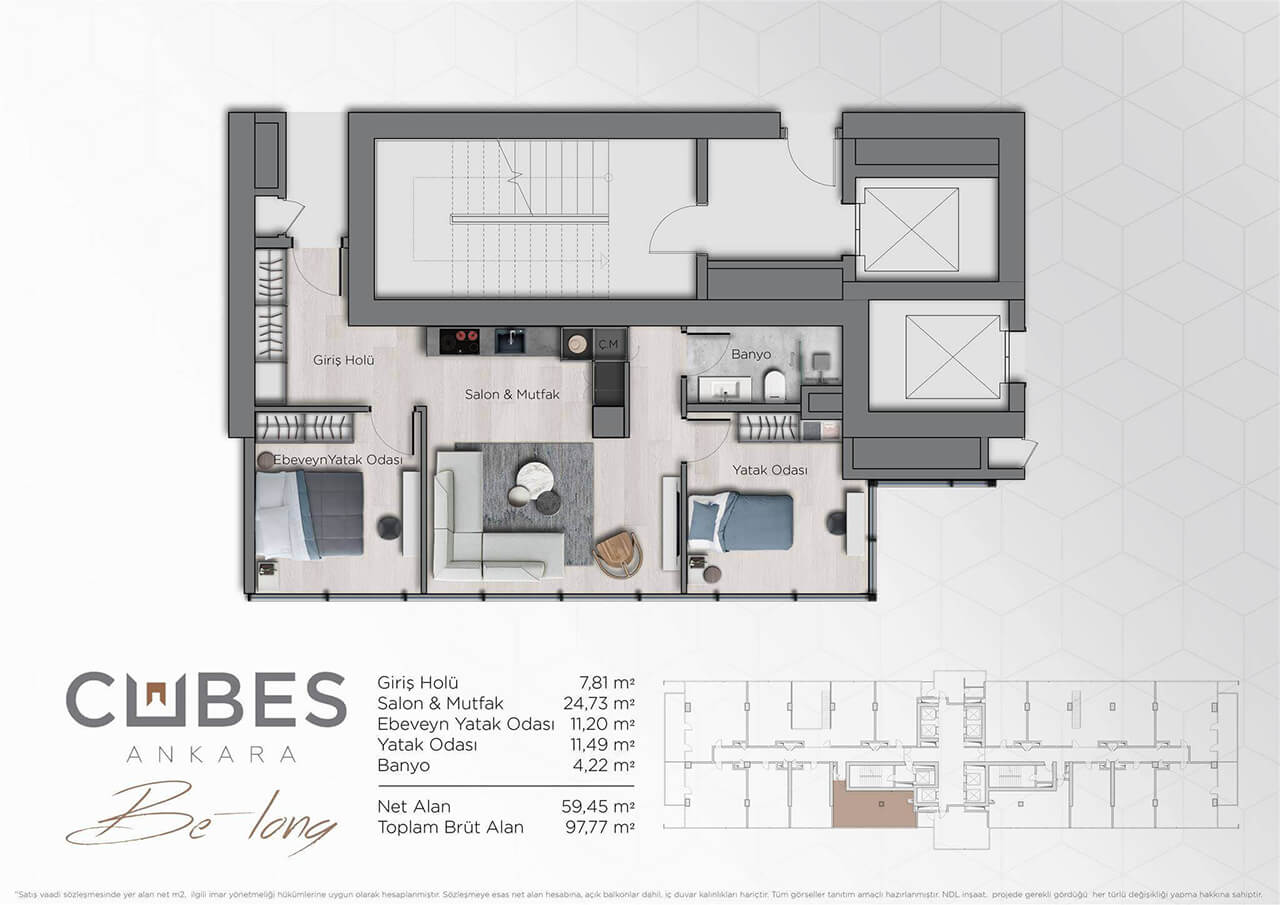 Giriş Holü
Salon & Mutfak
Ç.M
Banyo
EbeveynYatak Odası
Yatak Odası
CUBES
ANKARA
Be-long
Giriş Holü 7,81 m²
Salon & Mutfak 24,73 m²
Ebeveyn Yatak Odası 11,20 m²
Yatak Odası 11,49 m²
Banyo 4,22 m²
Net Alan 59,45 m²
Toplam Brüt Alan 97,77 m²
"Satış vaadi sözleşmesinde yer alan net m2, ilgili imar yönetmeliği hükümlerine uygun olarak hesaplanmıştır. Sözleşmeye esas net alan hesabına, açık balkonlar dahil, iç duvar kalınlıkları hariçtir. Tüm görseller tanıtım amaçlı hazırlanmıştır. NDL inşaat, projede gerekli gördüğü her türlü değişikliği yapma hakkına sahiptir.